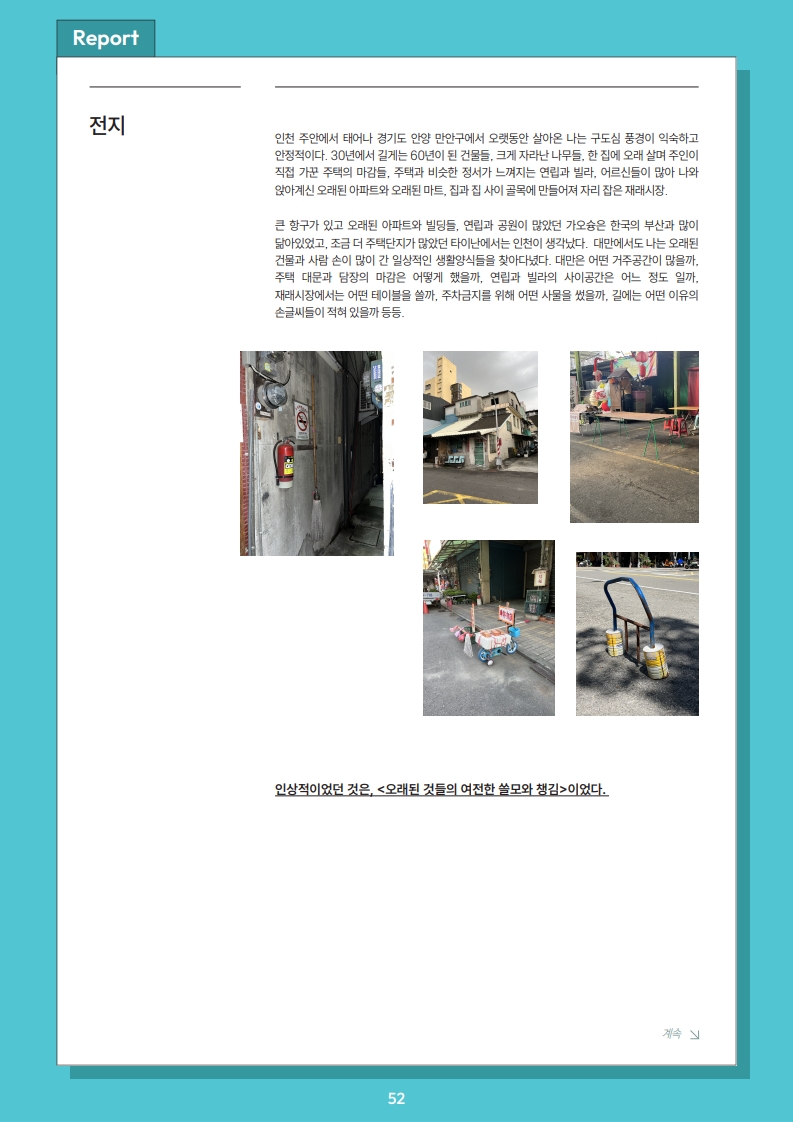 Report
전지
인천 주안에서 태어나 경기도 안양 만안구에서 오랫동안 살아온 나는 구도심 풍경이 익숙하고
안정적이다. 30년에서 길게는 60년이 된 건물들, 크게 자라난 나무들, 한 집에 오래 살며 주인이
직접 가꾼 주택의 마감들, 주택과 비슷한 정서가 느껴지는 연립과 빌라, 어르신들이 많아 나와
앉아계신 오래된 아파트와 오래된 마트, 집과 집 사이 골목에 만들어져 자리 잡은 재래시장.
큰 항구가 있고 오래된 아파트와 빌딩들, 연립과 공원이 많았던 가오슝은 한국의 부산과 많이
닮아있었고, 조금 더 주택단지가 많았던 타이난에서는 인천이 생각났다. 대만에서도 나는 오래된
건물과 사람 손이 많이 간 일상적인 생활양식들을 찾아다녔다. 대만은 어떤 거주공간이 많을까,
주택 대문과 담장의 마감은 어떻게 했을까, 연립과 빌라의 사이공간은 어느 정도 일까,
재래시장에서는 어떤 테이블을 쓸까, 주차금지를 위해 어떤 사물을 썼을까, 길에는 어떤 이유의
손글씨들이 적혀 있을까 등등.
인상적이었던 것은, <오래된 것들의 여전한 쓸모와 챙김>이었다.
계속
52